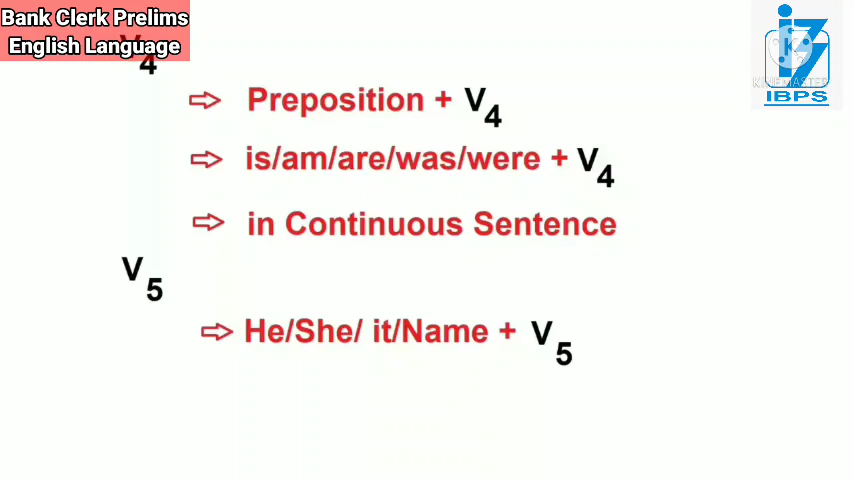 Bank Clerk Prelims
English Language
V4
⇨ Preposition + V4
⇨ is/am/are/was/were + V4
⇨ in Continuous Sentence
V5
⇨ He/She/ it/Name + V5
K
KINEMASTER
IBPS